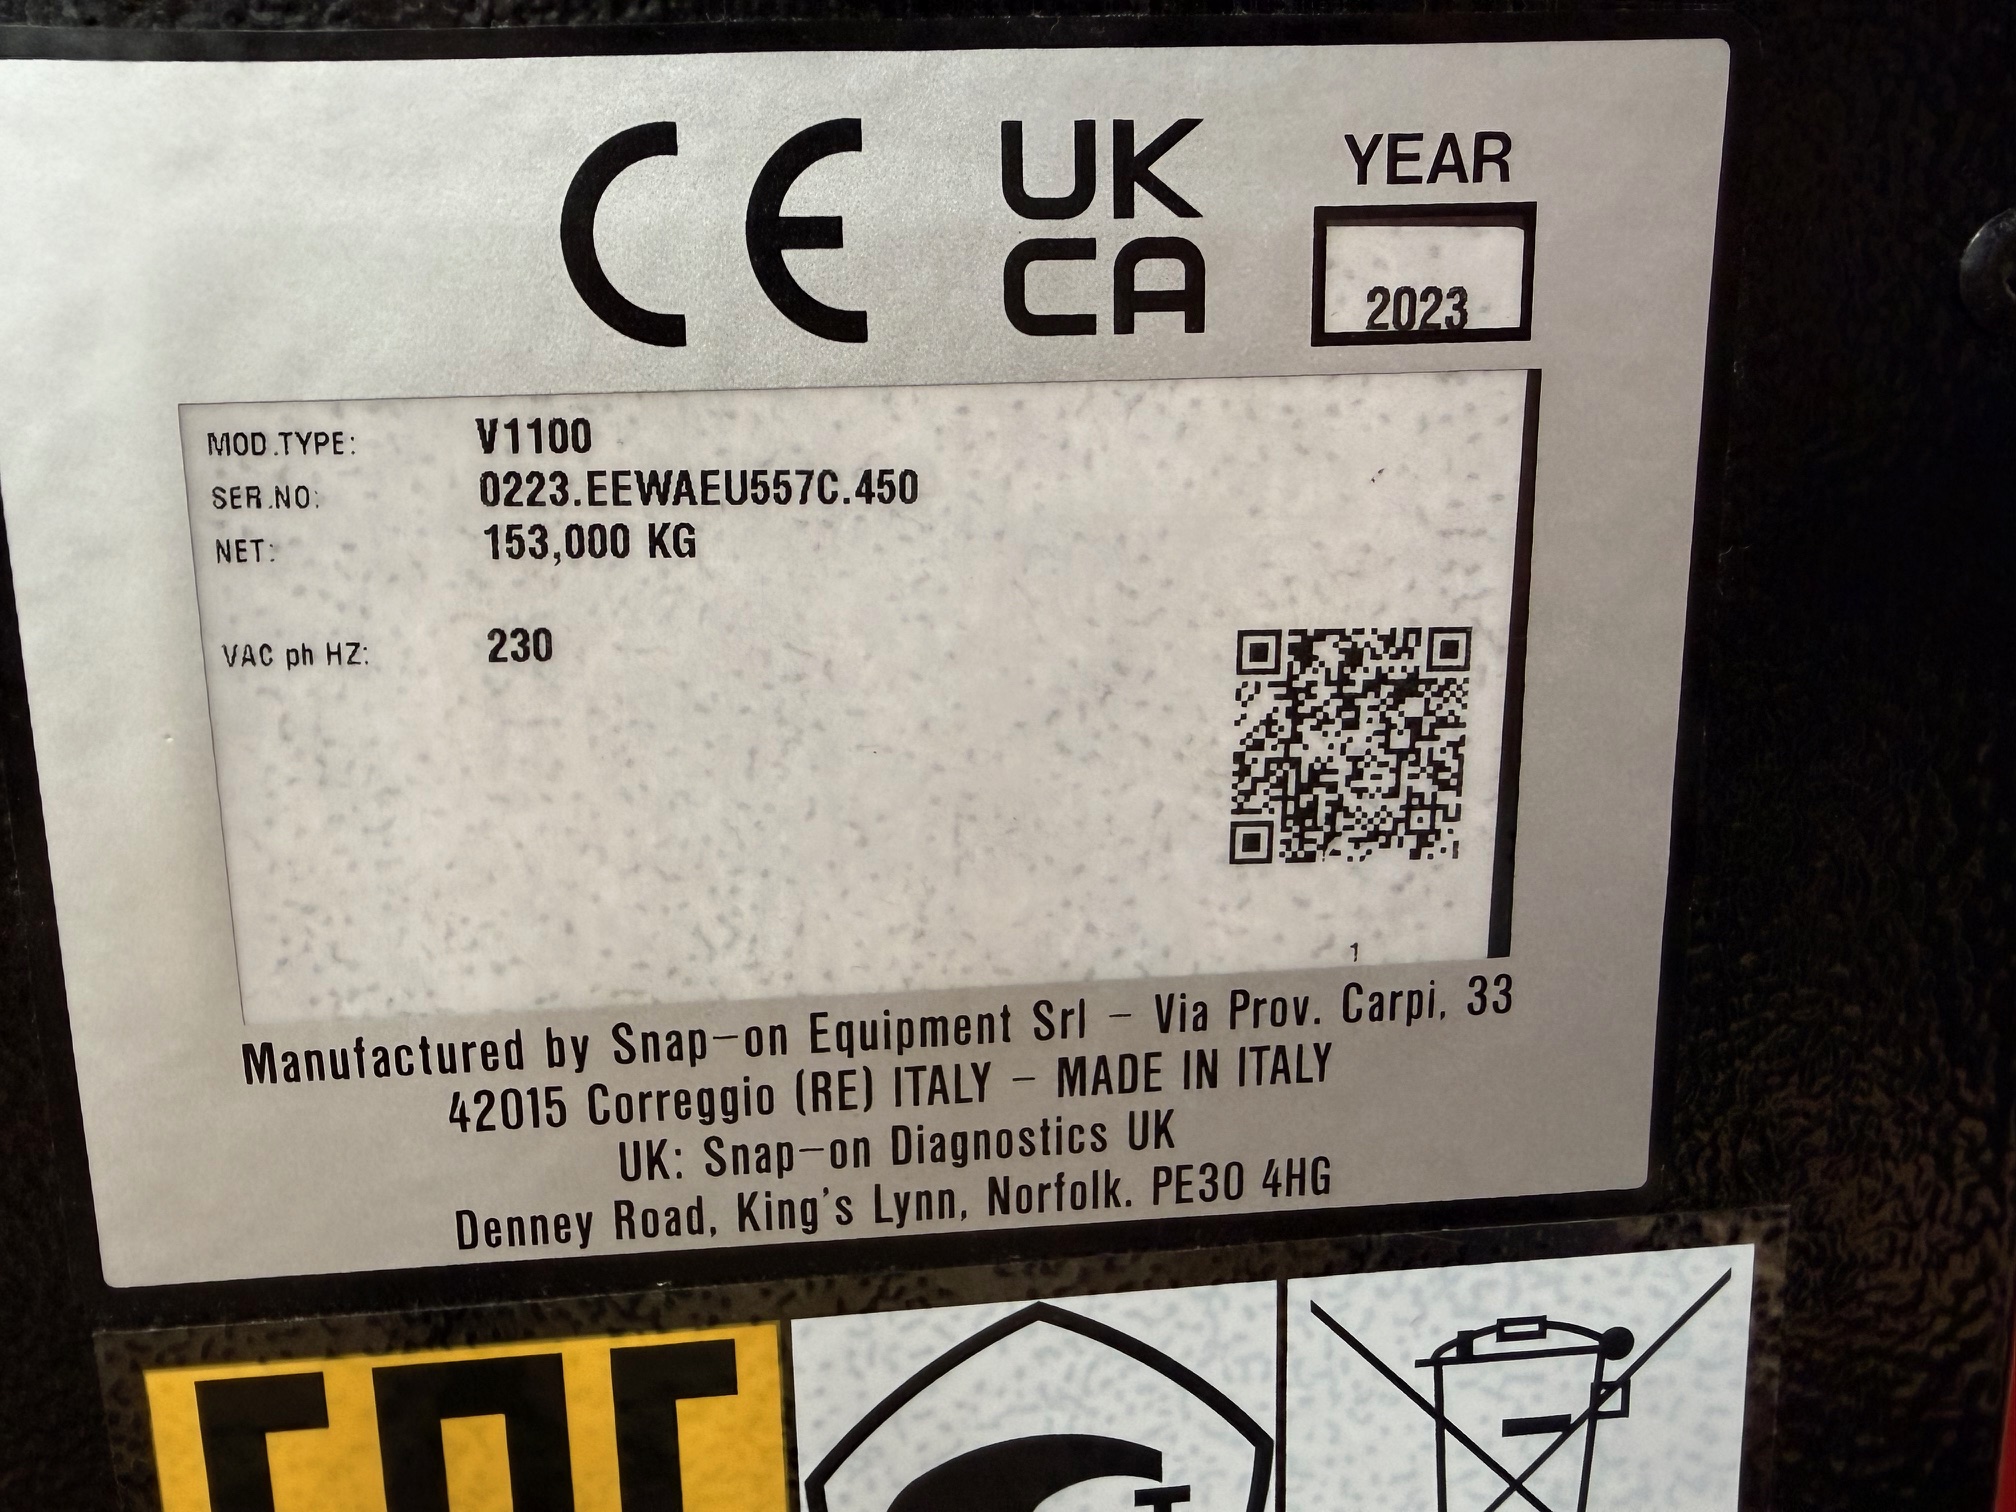 CE UK CA YEAR
2023
MOD.TYPE: V1100
SER.NO: 0223.EEWAEU557C.450
NET: 153,000 KG
VAC ph HZ: 230
1
Manufactured by Snap-on Equipment Srl - Via Prov. Carpi, 33
42015 Correggio (RE) ITALY - MADE IN ITALY
UK: Snap-on Diagnostics UK
Denney Road, King's Lynn, Norfolk. PE30 4HG